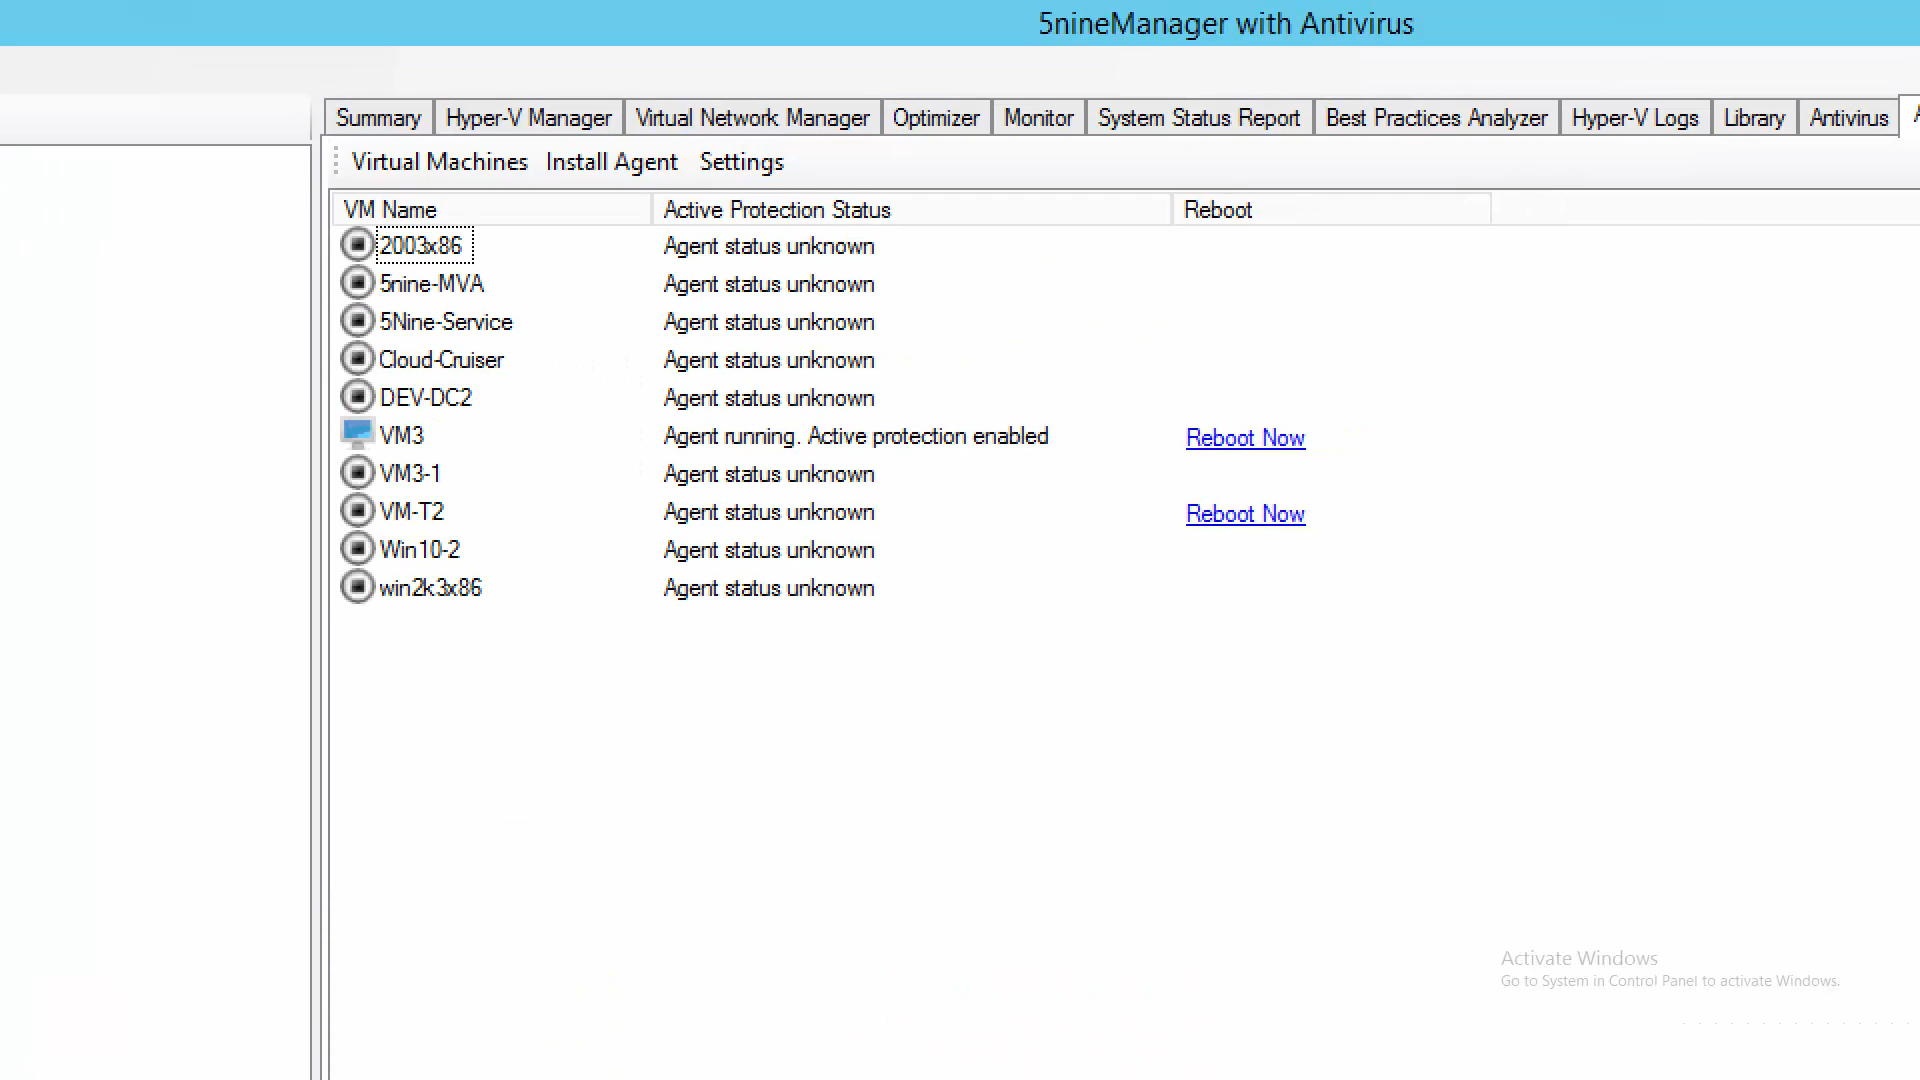 5nineManager with Antivirus
Summary Hyper-V Manager Virtual Network Manager Optimizer Monitor System Status Report Best Practices Analyzer Hyper-V Logs Library Antivirus
Virtual Machines Install Agent Settings
VM Name Active Protection Status Reboot
2003x86 Agent status unknown
5nine-MVA Agent status unknown
5Nine-Service Agent status unknown
Cloud-Cruiser Agent status unknown
DEV-DC2 Agent status unknown
VM3 Agent running. Active protection enabled Reboot Now
VM3-1 Agent status unknown
VM-T2 Agent status unknown Reboot Now
Win10-2 Agent status unknown
win2k3x86 Agent status unknown
Activate Windows
Go to System in Control Panel to activate Windows.